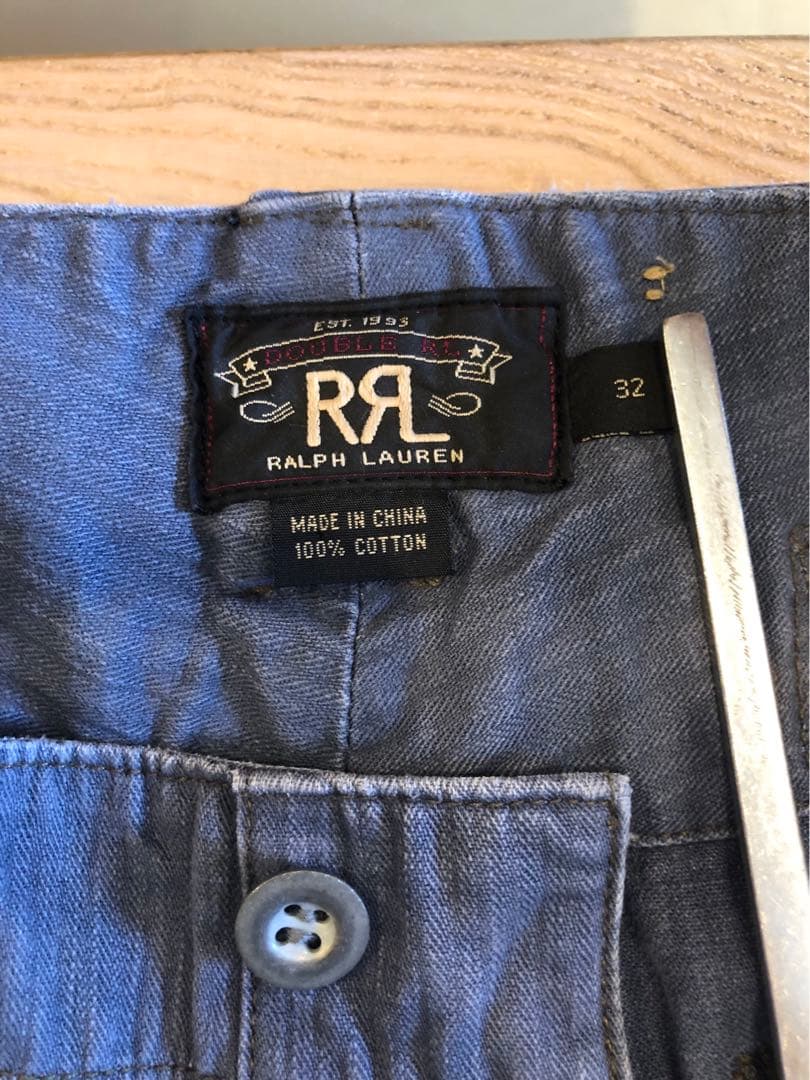 EST. 1993
DOUBLE RL
RRL
RALPH LAUREN
32
MADE IN CHINA
100% COTTON